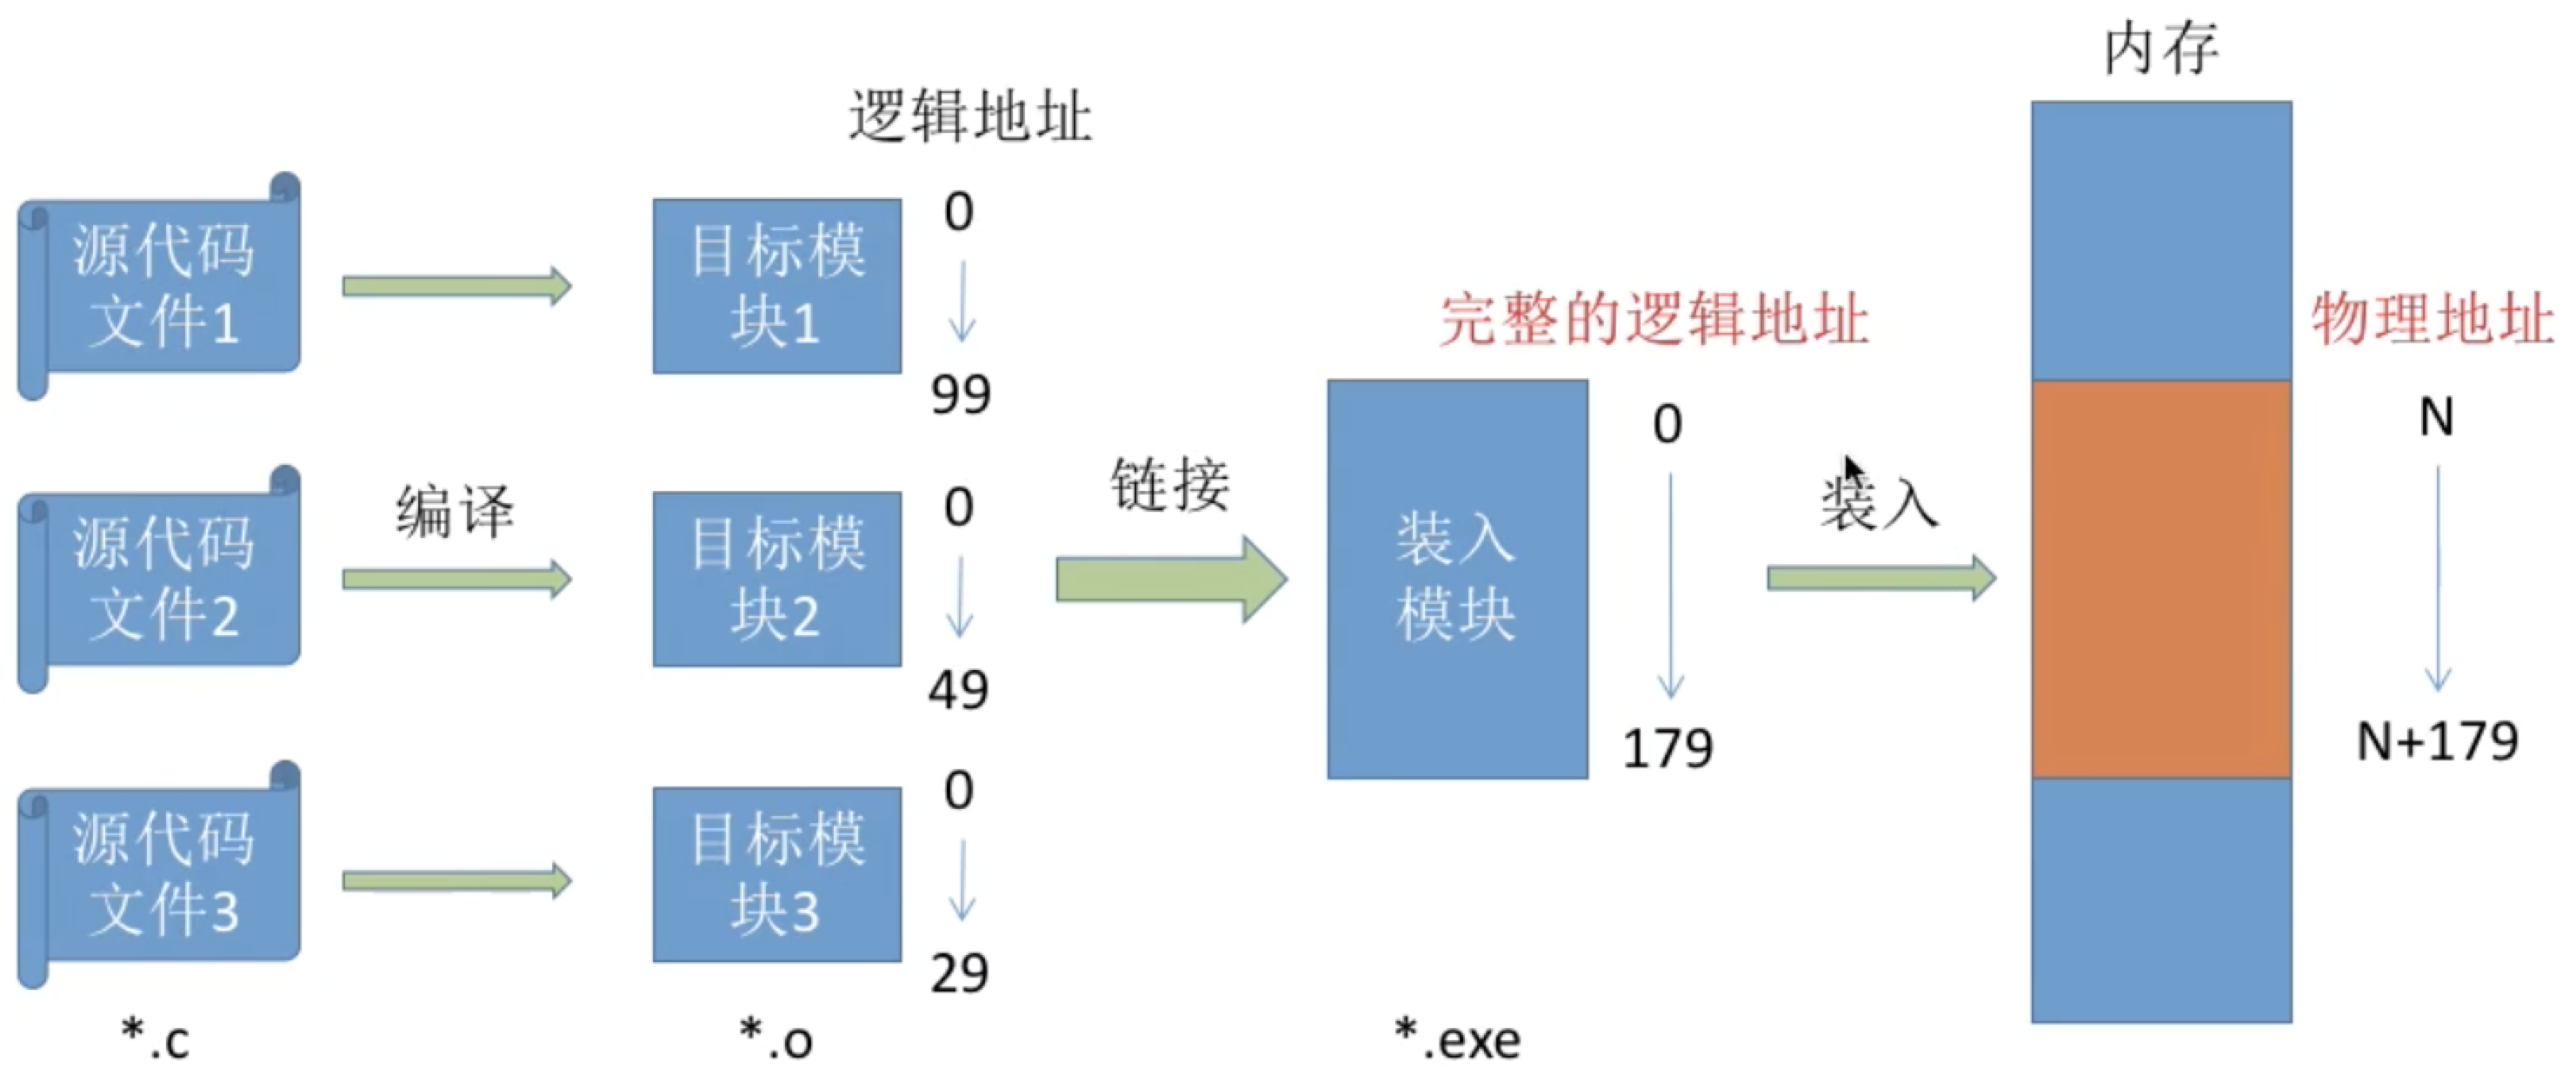 内存
逻辑地址
源代码
文件1
目标模
块1
0
99
完整的逻辑地址
物理地址
源代码
文件2
编译
目标模
块2
0
49
链接
装入
模块
0
179
装入
N
N+179
源代码
文件3
目标模
块3
0
29
*.c
*.o
*.exe